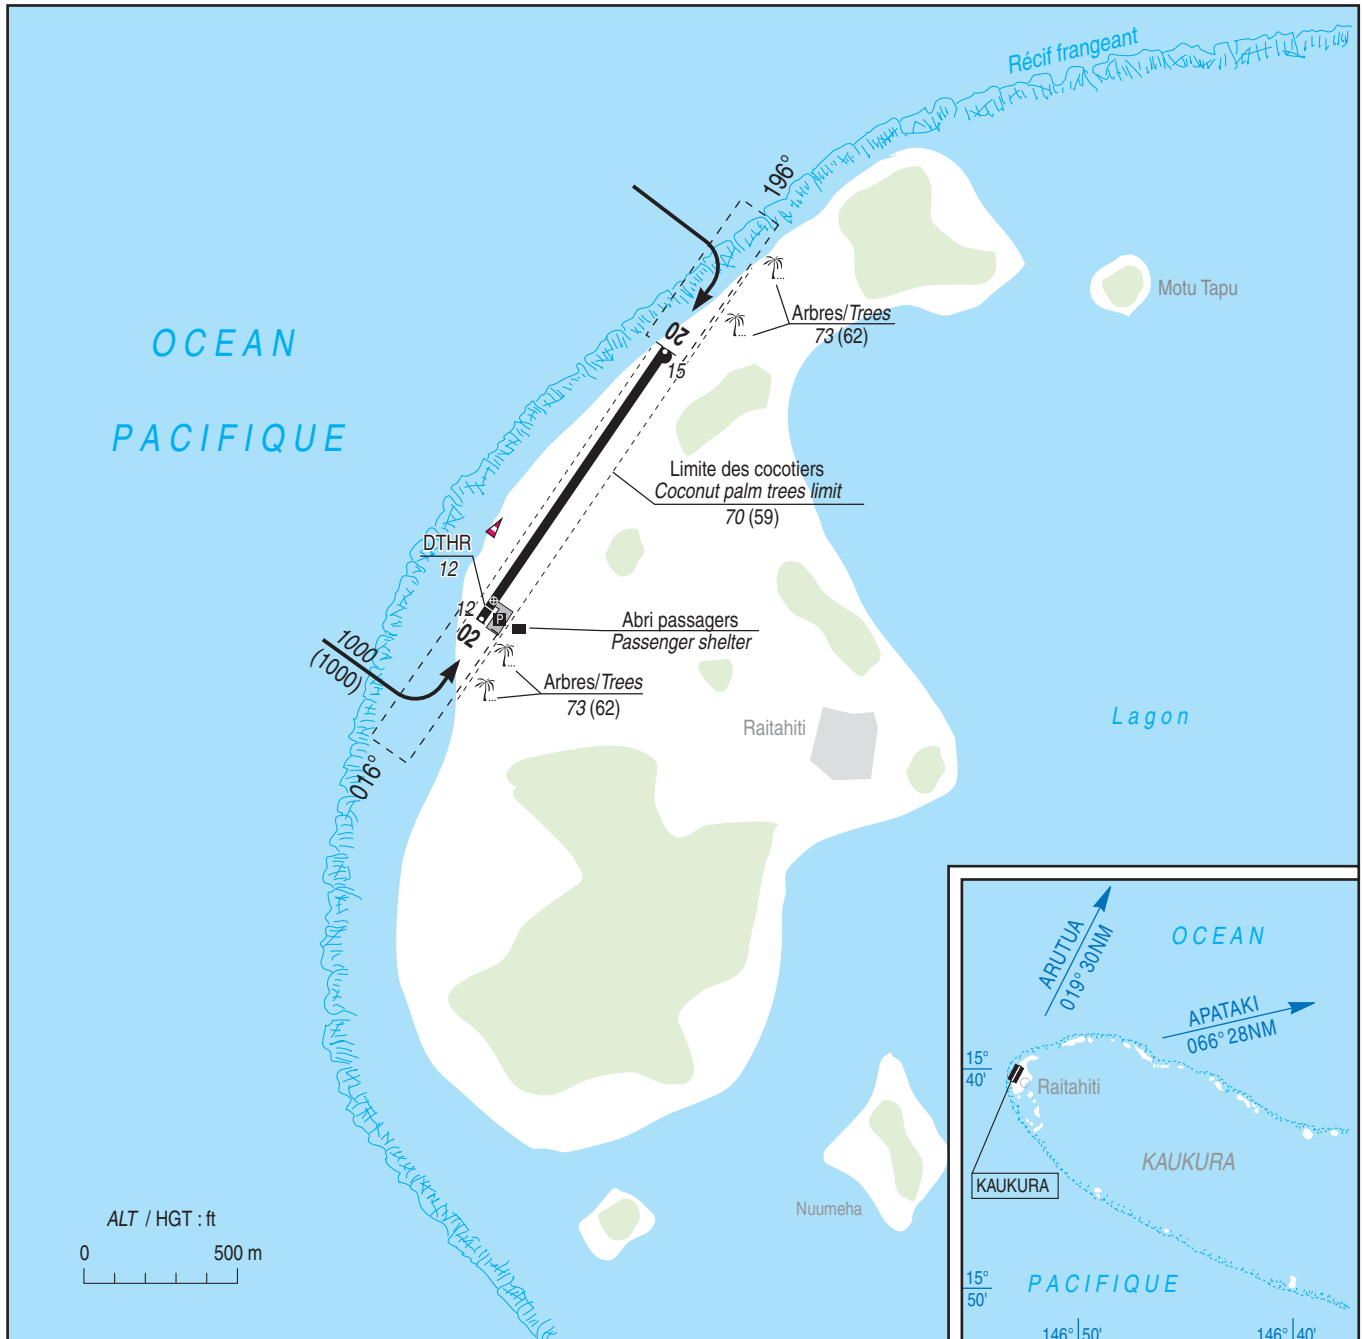 Récif frangeant
196°
Motu Tapu
Arbres/Trees
73 (62)
OCEAN
PACIFIQUE
20
15
Limite des cocotiers
Coconut palm trees limit
70 (59)
DTHR
12
12
P
02
Abri passagers
Passenger shelter
1000
(1000)
Arbres/Trees
73 (62)
016°
Raitahiti
Lagon
Nuumeha
ALT / HGT : ft
0 500 m
ARUTUA
019° 30NM
OCEAN
APATAKI
066° 28NM
15°
40'
Raitahiti
KAUKURA
KAUKURA
15°
50'
PACIFIQUE
146° 50' 146° 40'